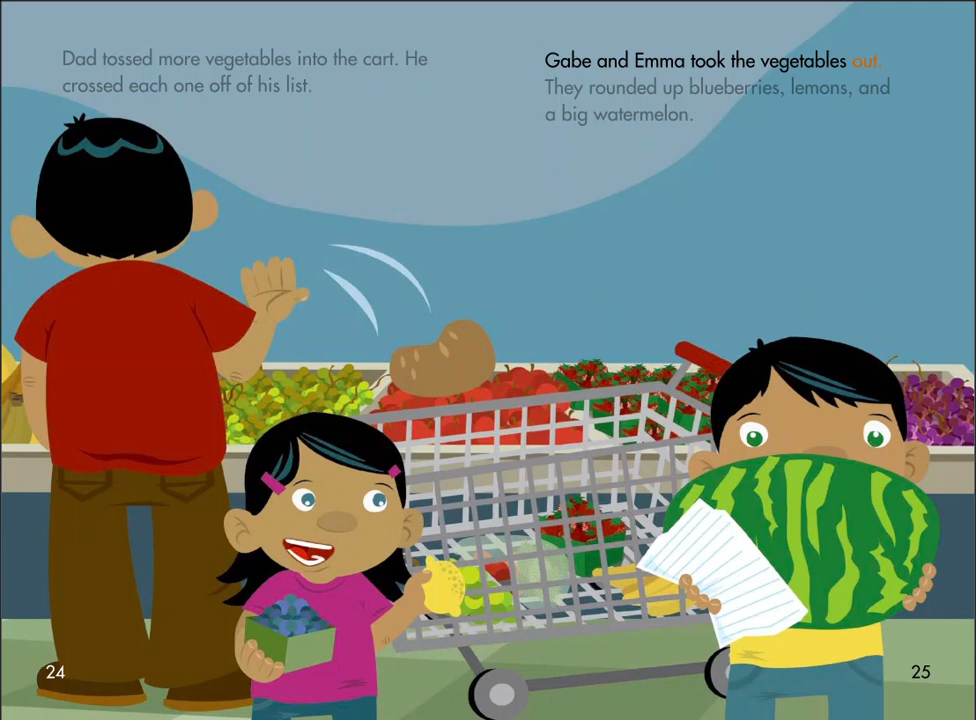 Dad tossed more vegetables into the cart. He
crossed each one off of his list.
Gabe and Emma took the vegetables out.
They rounded up blueberries, lemons, and
a big watermelon.
24
25